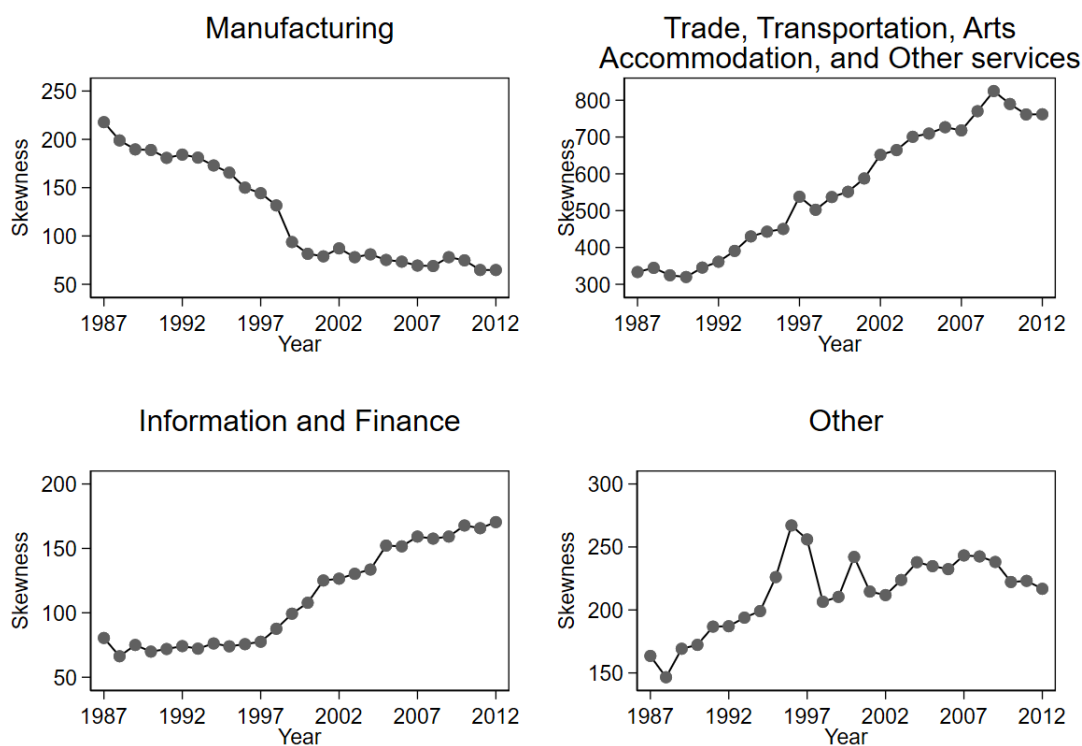 Manufacturing
250
200
150
100
50
Skewness
1987 1992 1997 2002 2007 2012
Year
Trade, Transportation, Arts
Accommodation, and Other services
800
700
600
500
400
300
Skewness
1987 1992 1997 2002 2007 2012
Year
Information and Finance
200
150
100
50
Skewness
1987 1992 1997 2002 2007 2012
Year
Other
300
250
200
150
Skewness
1987 1992 1997 2002 2007 2012
Year